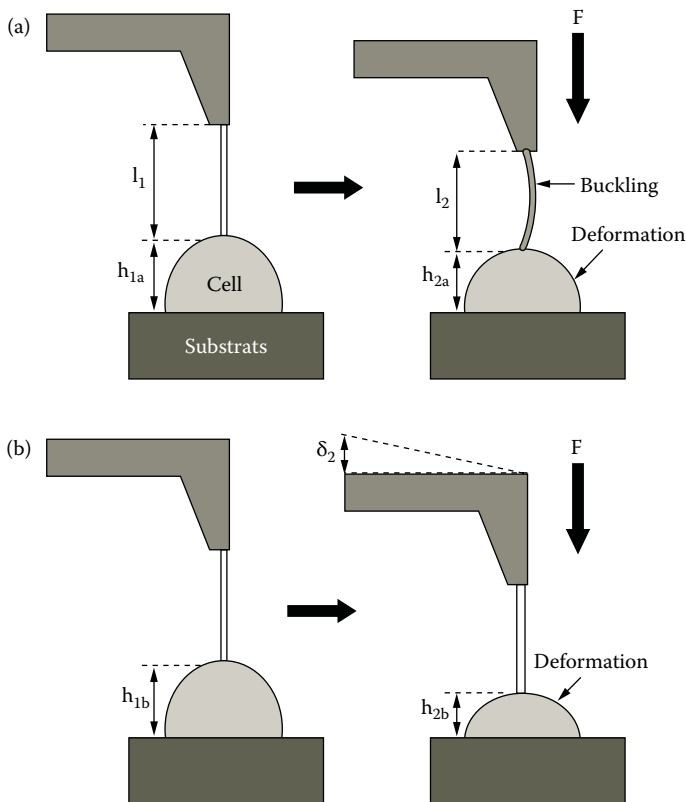 (a)
F
l1
l2
Buckling
Deformation
h1a
h2a
Cell
Substrats
(b)
δ2
F
Deformation
h1b
h2b